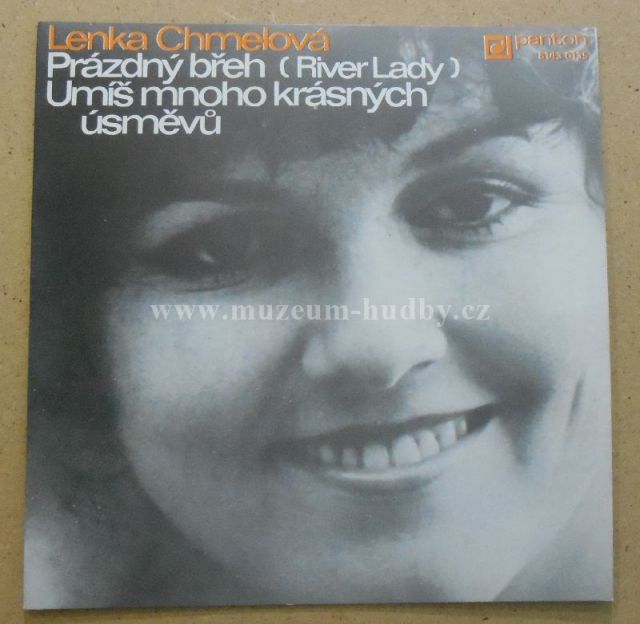 Lenka Chmelová
panton
Prázdný břeh ( River Lady )
Umíš mnoho krásných
úsměvů
www.muzeum-hudby.cz